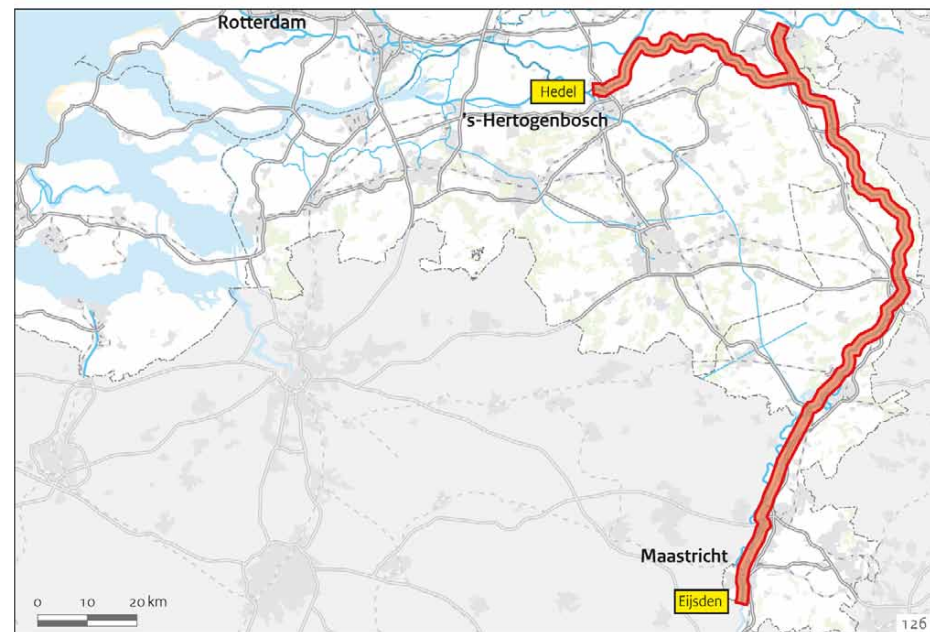 Rotterdam
Hedel
's-Hertogenbosch
Maastricht
Eijsden
0 10 20 km
126